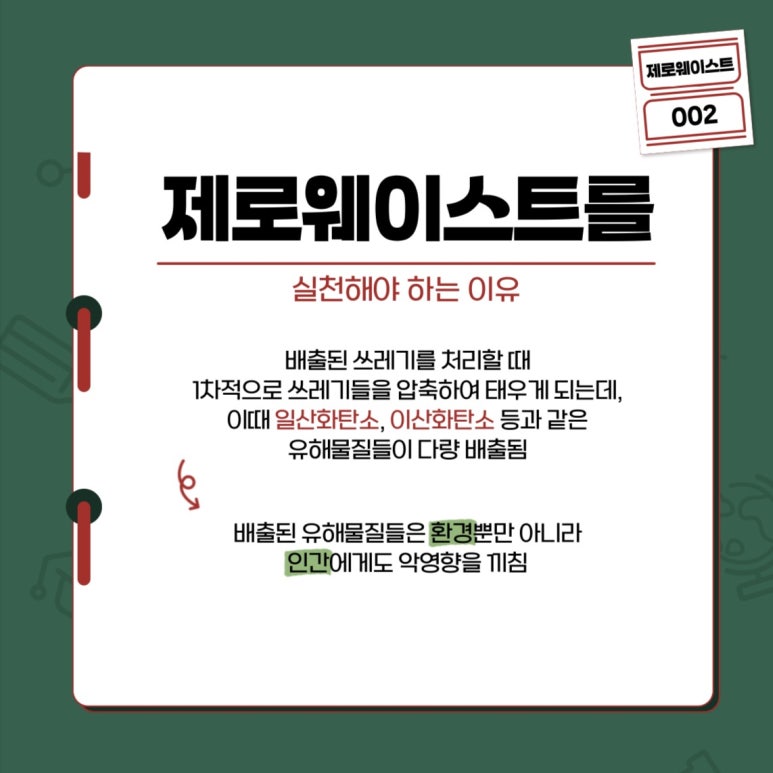 제로웨이스트
002
제로웨이스트를
실천해야 하는 이유
배출된 쓰레기를 처리할 때
1차적으로 쓰레기들을 압축하여 태우게 되는데,
이때 일산화탄소, 이산화탄소 등과 같은
유해물질들이 다량 배출됨
배출된 유해물질들은 환경뿐만 아니라
인간에게도 악영향을 끼침